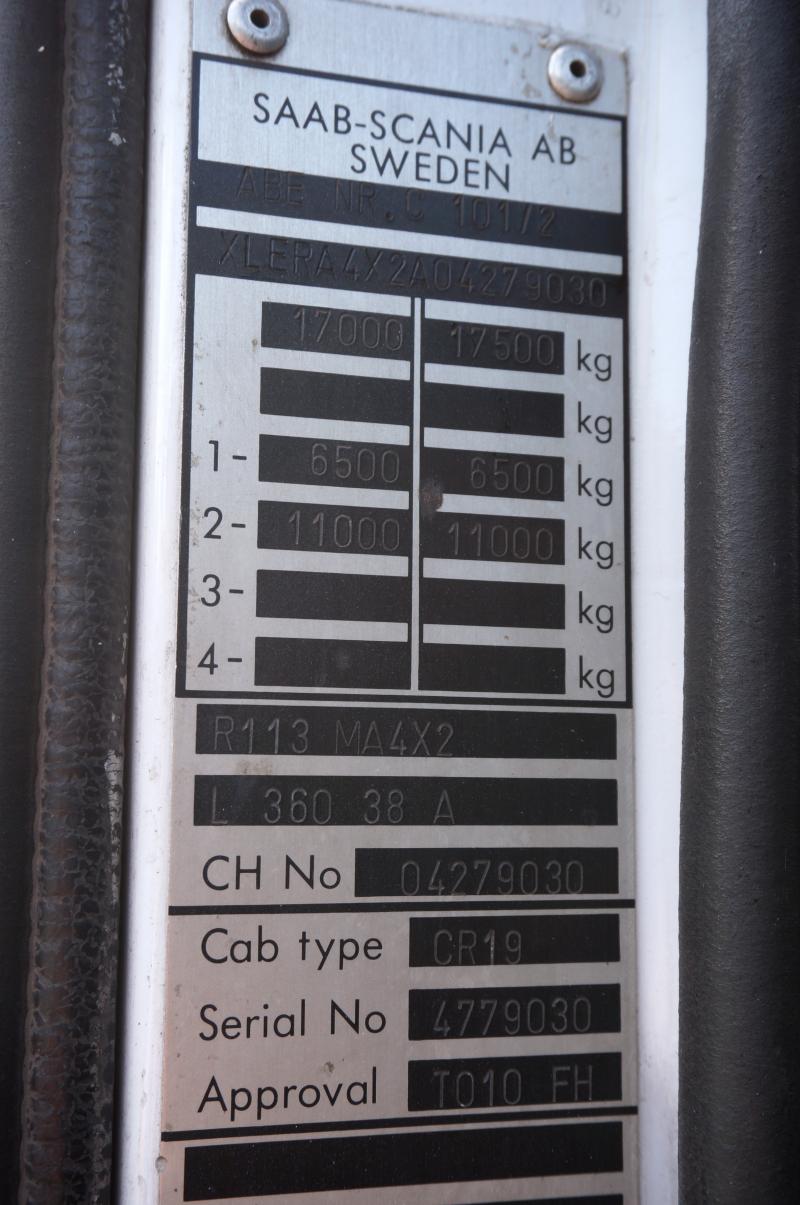 SAAB-SCANIA AB
SWEDEN
ABE NR.C 101/2
XLERA4X2A04279030
17000 17500 kg
kg
1- 6500 6500 kg
2- 11000 11000 kg
3- kg
4- kg
R113 MA4X2
L 360 38 A
CH No 04279030
Cab type CR19
Serial No 4779030
Approval T010 FH